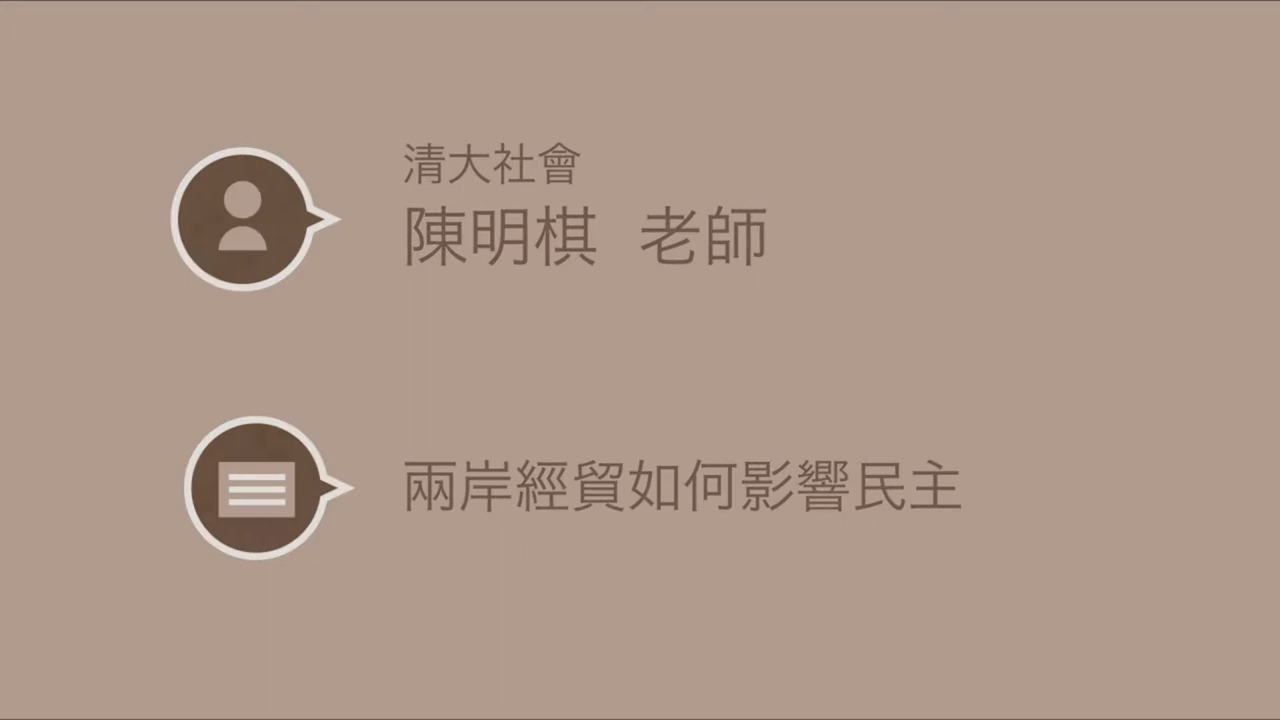 清大社會
陳明棋 老師
兩岸經貿如何影響民主